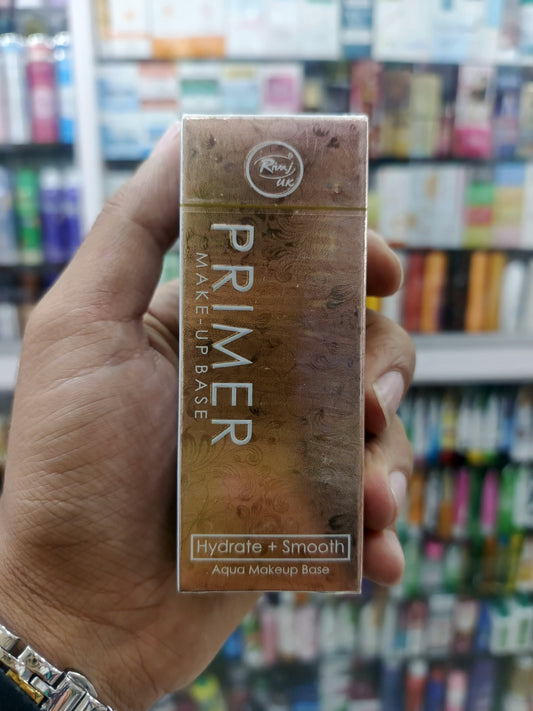 Rivaj
UK
PRIMER
MAKE-UP BASE
Hydrate + Smooth
Aqua Makeup Base